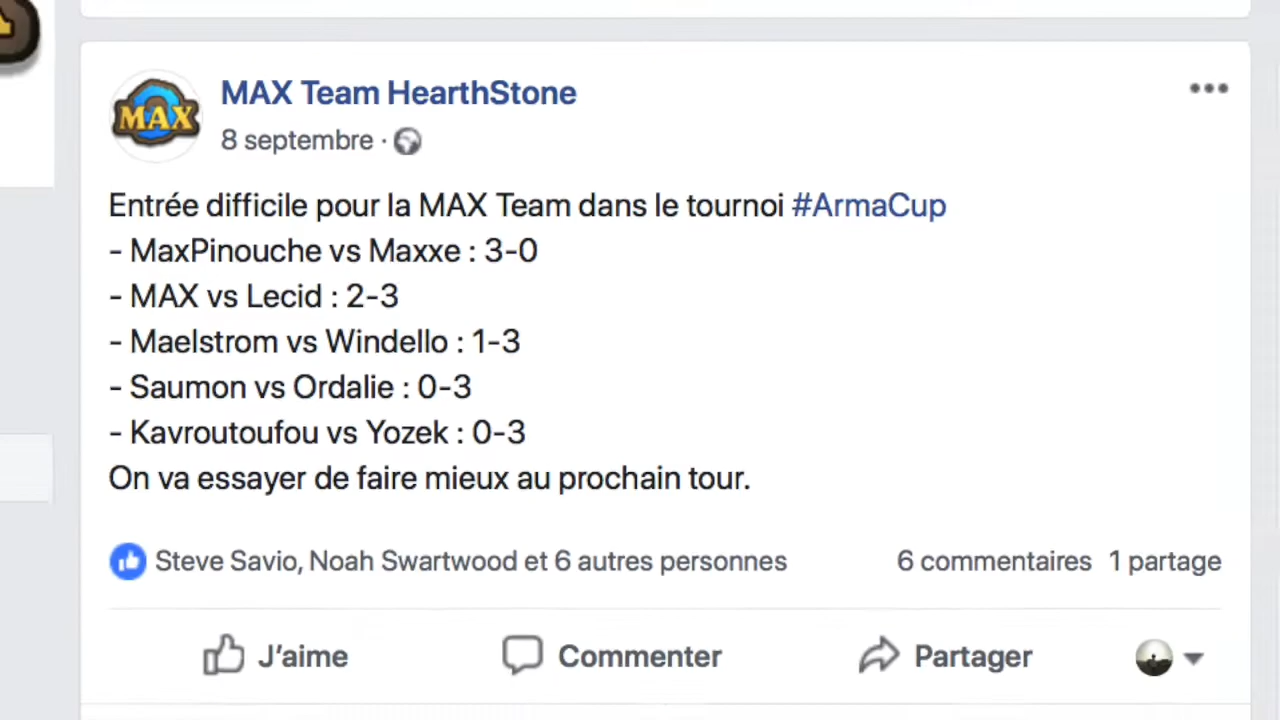 MAX
MAX Team HearthStone
8 septembre ·
Entrée difficile pour la MAX Team dans le tournoi #ArmaCup
- MaxPinouche vs Maxxe : 3-0
- MAX vs Lecid : 2-3
- Maelstrom vs Windello : 1-3
- Saumon vs Ordalie : 0-3
- Kavroutoufou vs Yozek : 0-3
On va essayer de faire mieux au prochain tour.
Steve Savio, Noah Swartwood et 6 autres personnes 6 commentaires 1 partage
J’aime Commenter Partager